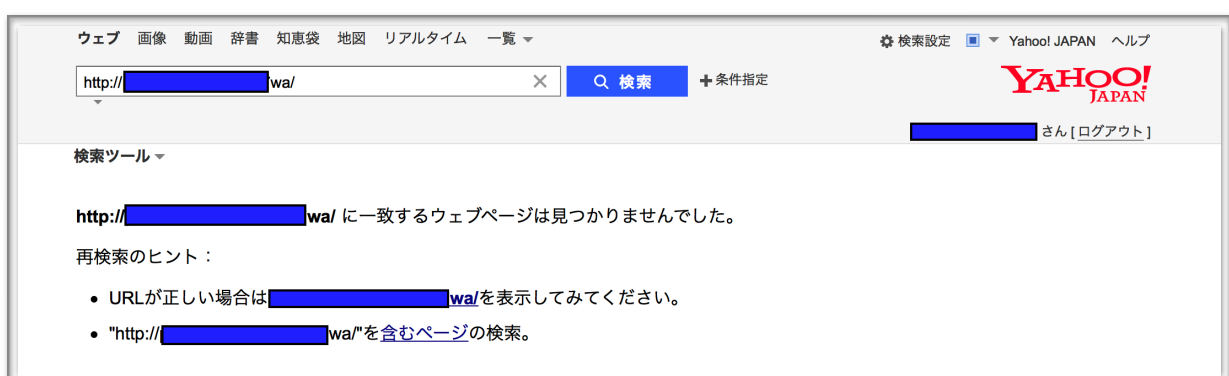 ウェブ 画像 動画 辞書 知恵袋 地図 リアルタイム 一覧 検索設定 Yahoo! JAPAN ヘルプ
http:// wa/ 検索 条件指定 YAHOO! JAPAN
さん [ ログアウト ]
検索ツール
http:// wa/ に一致するウェブページは見つかりませんでした。
再検索のヒント：
• URLが正しい場合は wa/を表示してみてください。
• "http:// wa/"を含むページの検索。